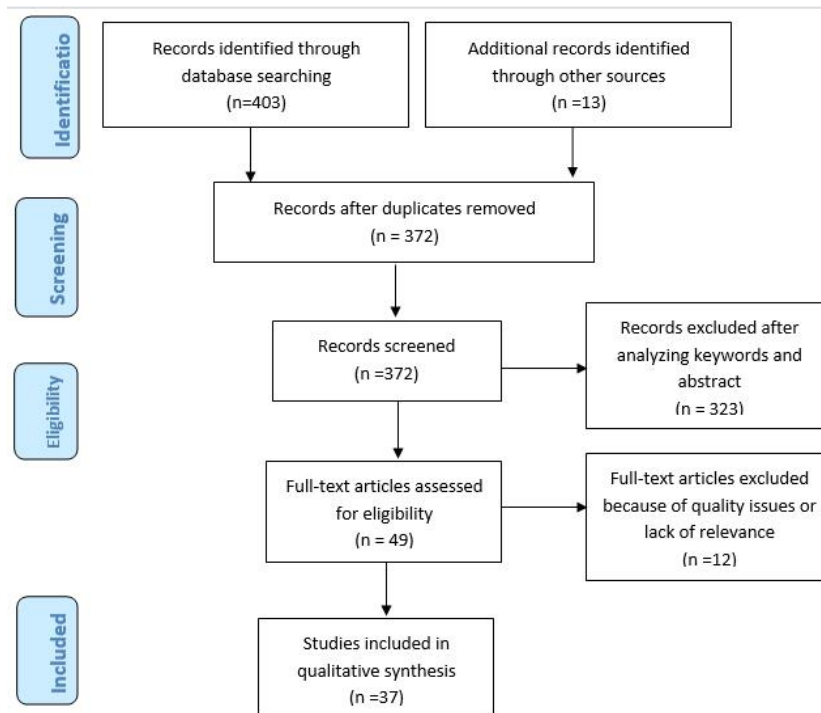 Identificatio
Records identified through
database searching
(n=403)
Additional records identified
through other sources
(n =13)
Screening
Records after duplicates removed
(n = 372)
Records screened
(n =372)
Records excluded after
analyzing keywords and
abstract
(n = 323)
Eligibility
Full-text articles assessed
for eligibility
(n = 49)
Full-text articles excluded
because of quality issues or
lack of relevance
(n =12)
Included
Studies included in
qualitative synthesis
(n =37)